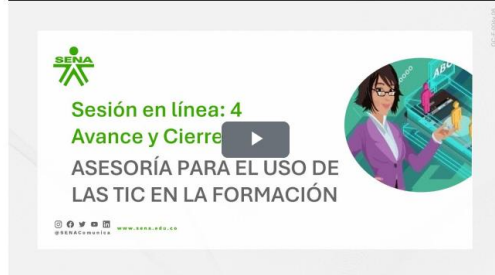 SENA
Sesión en línea: 4
Avance y Cierre
ASESORÍA PARA EL USO DE
LAS TIC EN LA FORMACIÓN
@SENAComunica www.sena.edu.co
ABC